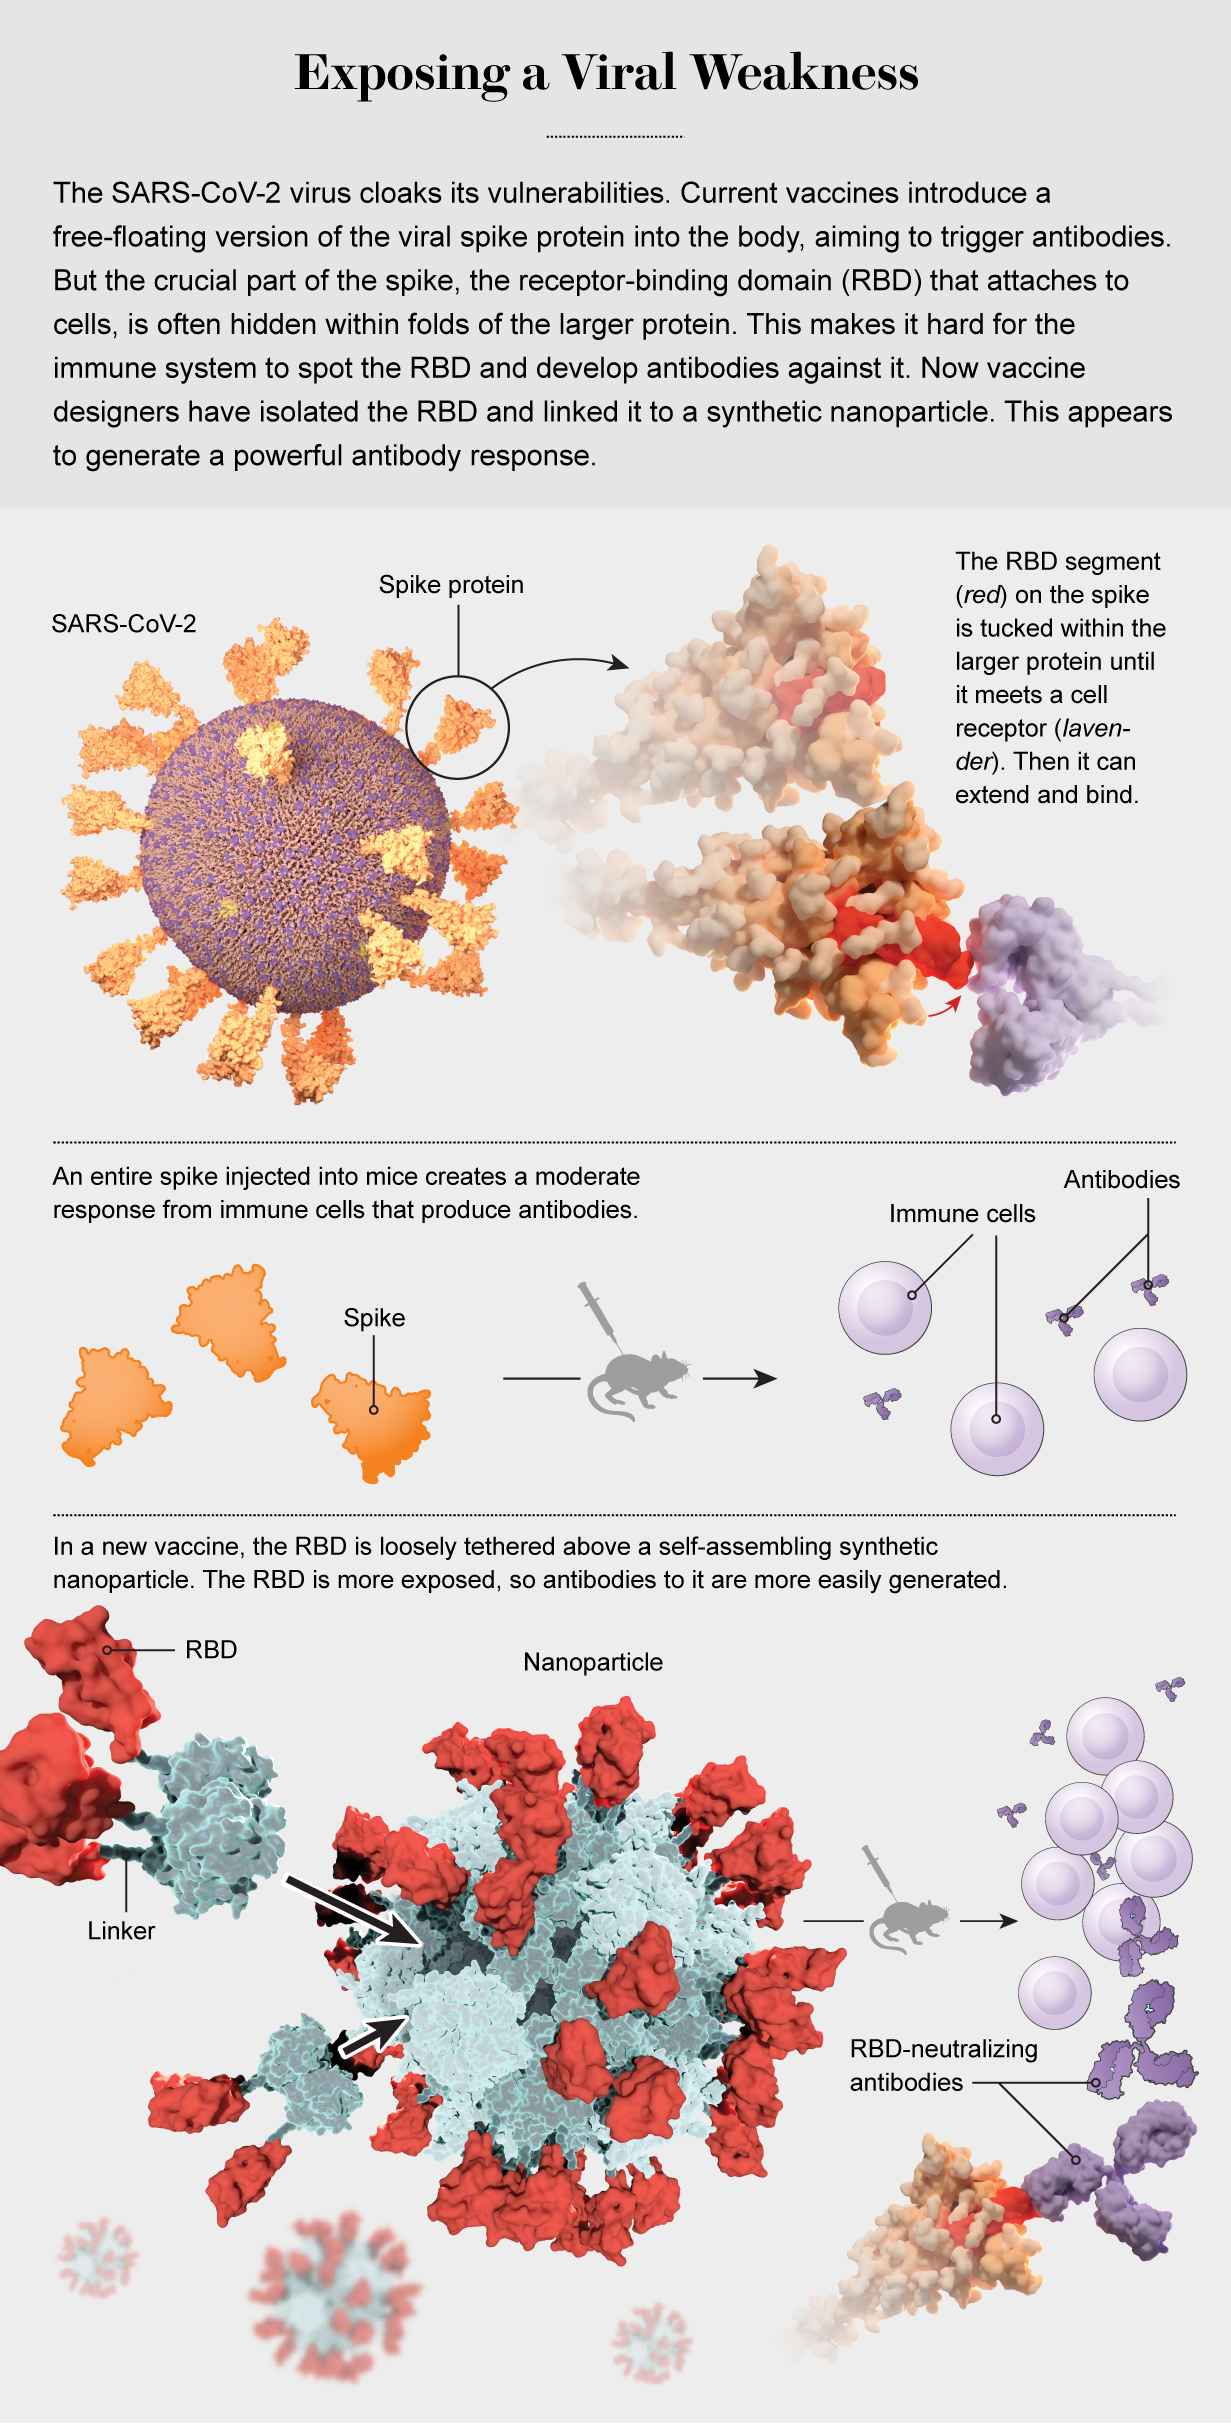 Exposing a Viral Weakness
The SARS-CoV-2 virus cloaks its vulnerabilities. Current vaccines introduce a
free-floating version of the viral spike protein into the body, aiming to trigger antibodies.
But the crucial part of the spike, the receptor-binding domain (RBD) that attaches to
cells, is often hidden within folds of the larger protein. This makes it hard for the
immune system to spot the RBD and develop antibodies against it. Now vaccine
designers have isolated the RBD and linked it to a synthetic nanoparticle. This appears
to generate a powerful antibody response.
SARS-CoV-2
Spike protein
The RBD segment
(red) on the spike
is tucked within the
larger protein until
it meets a cell
receptor (laven-
der). Then it can
extend and bind.
An entire spike injected into mice creates a moderate
response from immune cells that produce antibodies.
Spike
Immune cells
Antibodies
In a new vaccine, the RBD is loosely tethered above a self-assembling synthetic
nanoparticle. The RBD is more exposed, so antibodies to it are more easily generated.
RBD
Nanoparticle
Linker
RBD-neutralizing
antibodies